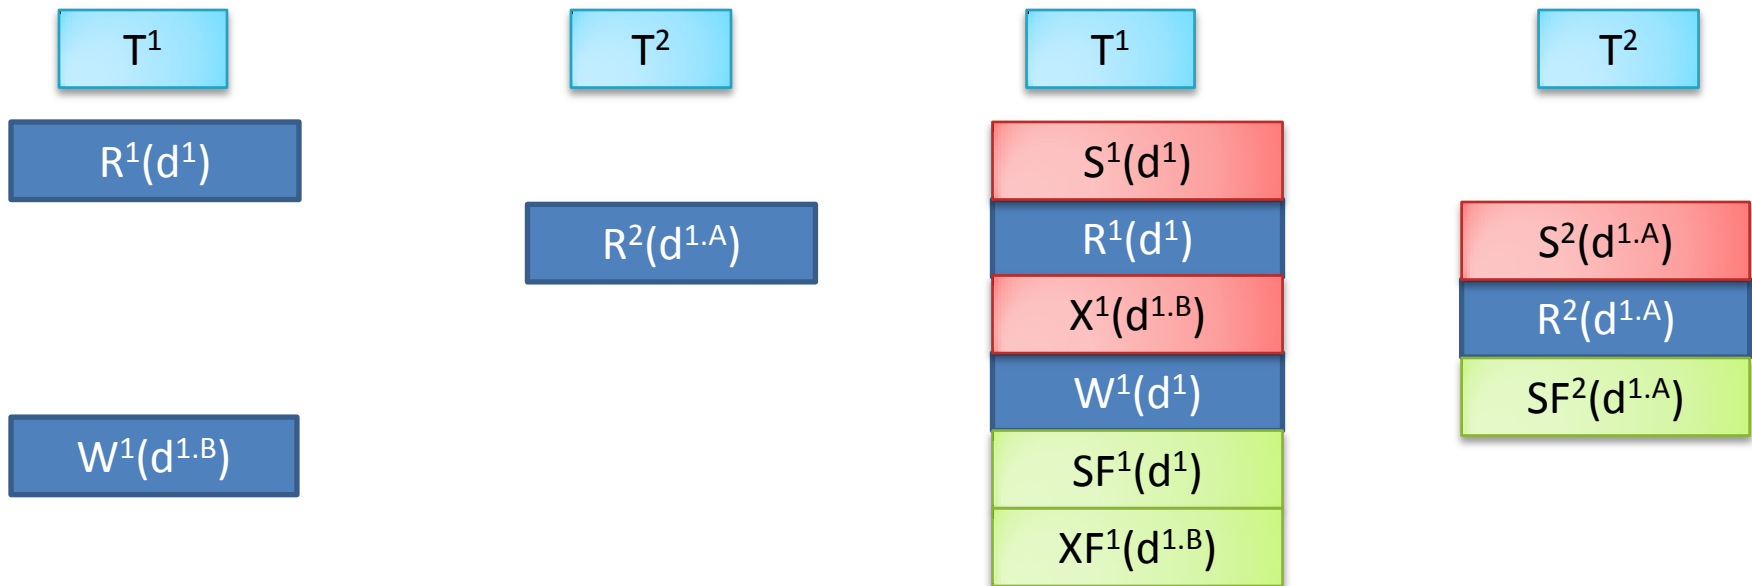 T¹ T² T¹ T²
R¹(d¹) S¹(d¹)
R²(d¹·ᴬ) R¹(d¹) S²(d¹·ᴬ)
X¹(d¹·ᴮ) R²(d¹·ᴬ)
W¹(d¹) SF²(d¹·ᴬ)
W¹(d¹·ᴮ) SF¹(d¹)
XF¹(d¹·ᴮ)